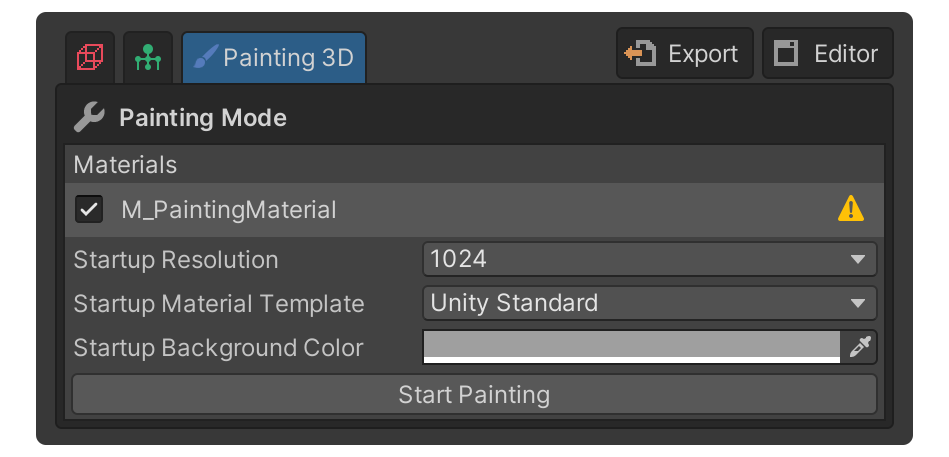 Painting 3D
Export
Editor
Painting Mode
Materials
M_PaintingMaterial
Startup Resolution
1024
Startup Material Template
Unity Standard
Startup Background Color
Start Painting